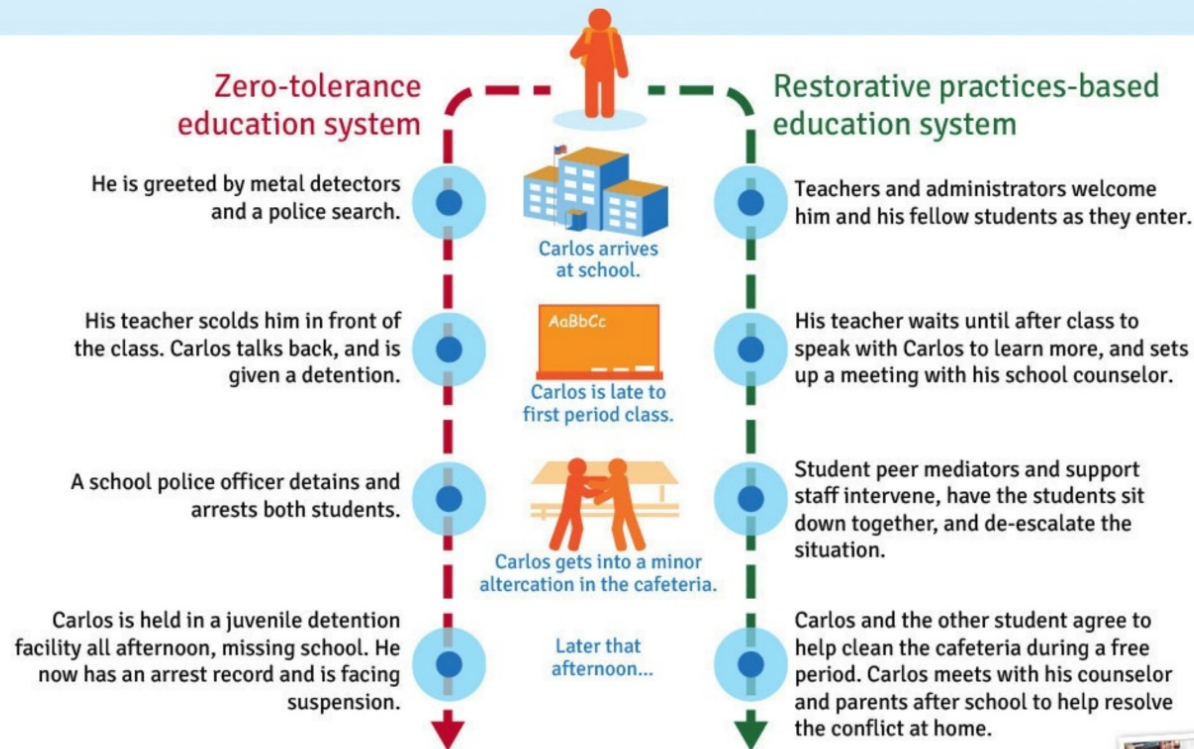 Zero-tolerance
education system
Restorative practices-based
education system
He is greeted by metal detectors
and a police search.
Carlos arrives
at school.
Teachers and administrators welcome
him and his fellow students as they enter.
His teacher scolds him in front of
the class. Carlos talks back, and is
given a detention.
AaBbCc
Carlos is late to
first period class.
His teacher waits until after class to
speak with Carlos to learn more, and sets
up a meeting with his school counselor.
A school police officer detains and
arrests both students.
Carlos gets into a minor
altercation in the cafeteria.
Student peer mediators and support
staff intervene, have the students sit
down together, and de-escalate the
situation.
Carlos is held in a juvenile detention
facility all afternoon, missing school. He
now has an arrest record and is facing
suspension.
Later that
afternoon...
Carlos and the other student agree to
help clean the cafeteria during a free
period. Carlos meets with his counselor
and parents after school to help resolve
the conflict at home.